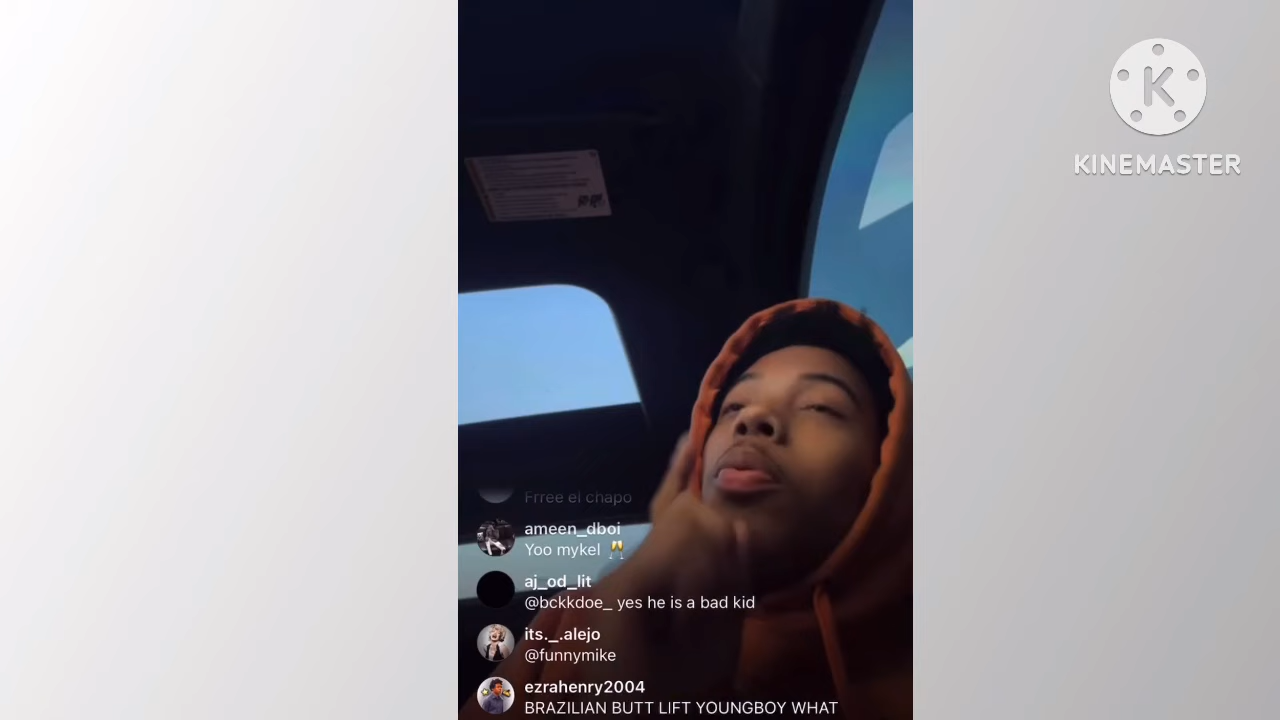 KINEMASTER
Frree el chapo
ameen_dboi
Yoo mykel 🥂
aj_od_lit
@bckkdoe_ yes he is a bad kid
its._.alejo
@funnymike
ezrahenry2004
BRAZILIAN BUTT LIFT YOUNGBOY WHAT